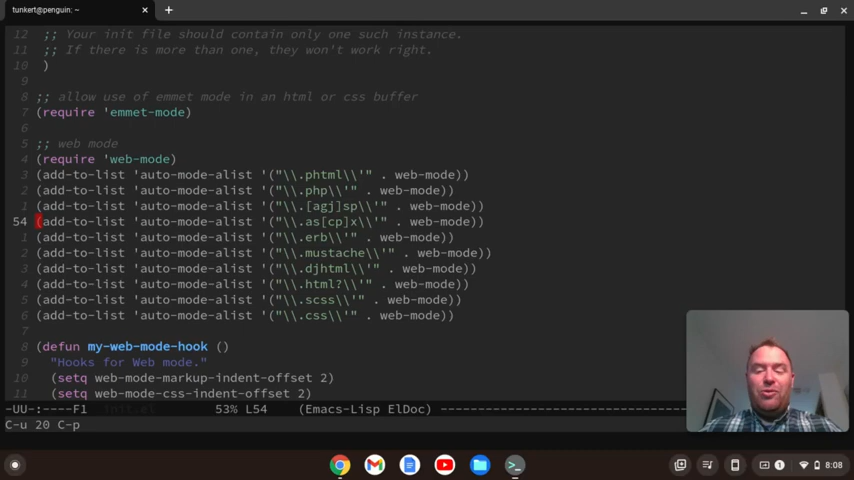 tunkert@penguin: ~
12 ;; Your init file should contain only one such instance.
11 ;; If there is more than one, they won't work right.
10 )
9
8 ;; allow use of emmet mode in an html or css buffer
7 (require 'emmet-mode)
6
5 ;; web mode
4 (require 'web-mode)
3 (add-to-list 'auto-mode-alist '("\\.phtml\\'" . web-mode))
2 (add-to-list 'auto-mode-alist '("\\.php\\'" . web-mode))
1 (add-to-list 'auto-mode-alist '("\\.[agj]sp\\'" . web-mode))
54 (add-to-list 'auto-mode-alist '("\\.as[cp]x\\'" . web-mode))
1 (add-to-list 'auto-mode-alist '("\\.erb\\'" . web-mode))
2 (add-to-list 'auto-mode-alist '("\\.mustache\\'" . web-mode))
3 (add-to-list 'auto-mode-alist '("\\.djhtml\\'" . web-mode))
4 (add-to-list 'auto-mode-alist '("\\.html?\\'" . web-mode))
5 (add-to-list 'auto-mode-alist '("\\.scss\\'" . web-mode))
6 (add-to-list 'auto-mode-alist '("\\.css\\'" . web-mode))
7
8 (defun my-web-mode-hook ()
9 "Hooks for Web mode."
10 (setq web-mode-markup-indent-offset 2)
11 (setq web-mode-css-indent-offset 2)
-UU-:----F1 init.el 53% L54 (Emacs-Lisp ElDoc) ----------------------------------
C-u 20 C-p
1 8:08